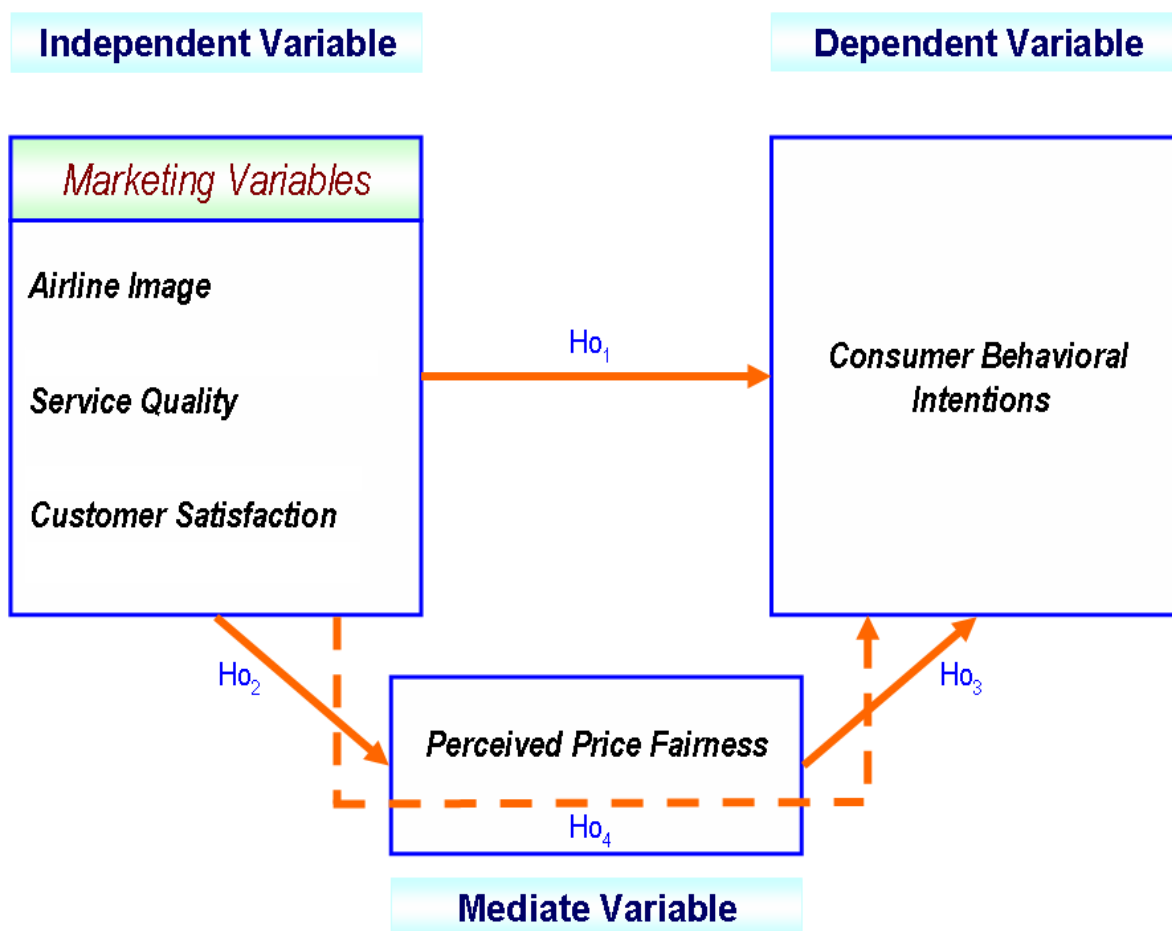 Independent Variable
Dependent Variable
Marketing Variables
Airline Image
Service Quality
Customer Satisfaction
Ho₁
Consumer Behavioral
Intentions
Ho₂
Ho₃
Perceived Price Fairness
Ho₄
Mediate Variable